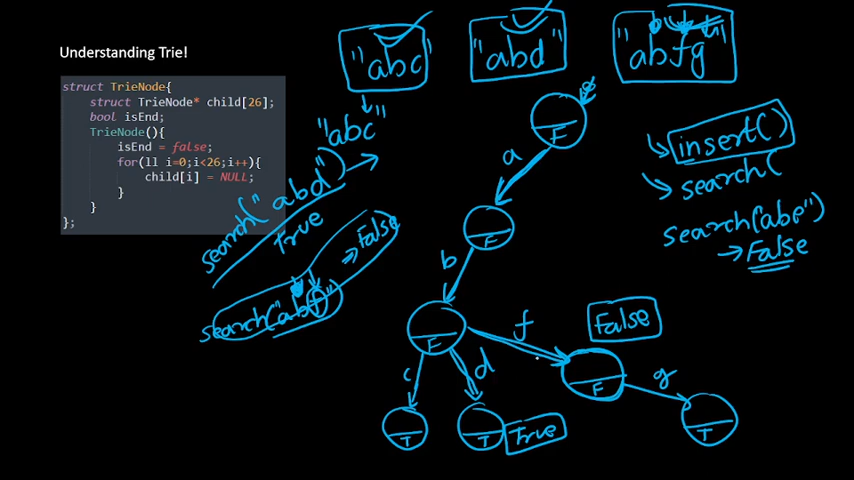 Understanding Trie!
struct TrieNode{
struct TrieNode* child[26];
bool isEnd;
TrieNode(){
isEnd = false;
for(ll i=0;i<26;i++){
child[i] = NULL;
}
}
};
"abc"
"abd"
"abfg"
"abc"
search("abd")
True
search("abf")
False
insert()
search(
search(abe")
False
a
b
c
d
f
g
F
F
F
F
T
T
T
False
True